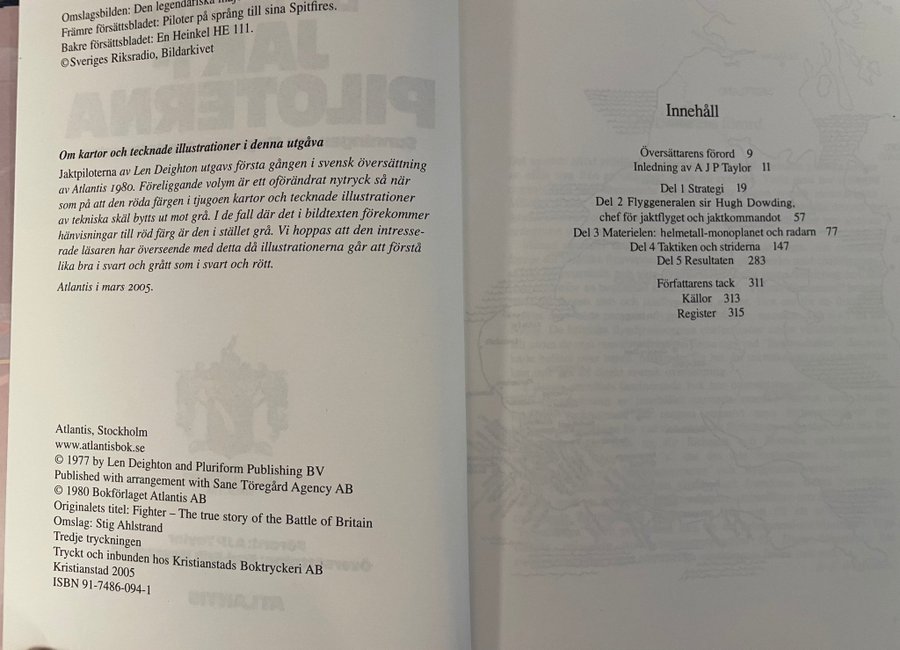 Omslagsbilden: Den legendariska
Främre försättsbladet: Piloter på språng till sina Spitfires.
Bakre försättsbladet: En Heinkel HE 111.
© Sveriges Riksradio, Bildarkivet
Om kartor och tecknade illustrationer i denna utgåva
Jaktpiloterna av Len Deighton utgavs första gången i svensk översättning
av Atlantis 1980. Föreliggande volym är ett oförändrat nytryck så när
som på att den röda färgen i tjugoen kartor och tecknade illustrationer
av tekniska skäl bytts ut mot grå. I de fall där det i bildtexten förekommer
hänvisningar till röd färg är den i stället grå. Vi hoppas att den intresse-
rade läsaren har överseende med detta då illustrationerna går att förstå
lika bra i svart och grått som i svart och rött.
Atlantis i mars 2005.
Atlantis, Stockholm
www.atlantisbok.se
© 1977 by Len Deighton and Pluriform Publishing BV
Published with arrangement with Sane Töregård Agency AB
© 1980 Bokförlaget Atlantis AB
Originalets titel: Fighter – The true story of the Battle of Britain
Omslag: Stig Ahlstrand
Tredje tryckningen
Tryckt och inbunden hos Kristianstads Boktryckeri AB
Kristianstad 2005
ISBN 91-7486-094-1
Innehåll
Översättarens förord 9
Inledning av A J P Taylor 11
Del 1 Strategi 19
Del 2 Flyggeneralen sir Hugh Dowding,
chef för jaktflyget och jaktkommandot 57
Del 3 Materielen: helmetall-monoplanet och radarn 77
Del 4 Taktiken och striderna 147
Del 5 Resultaten 283
Författarens tack 311
Källor 313
Register 315